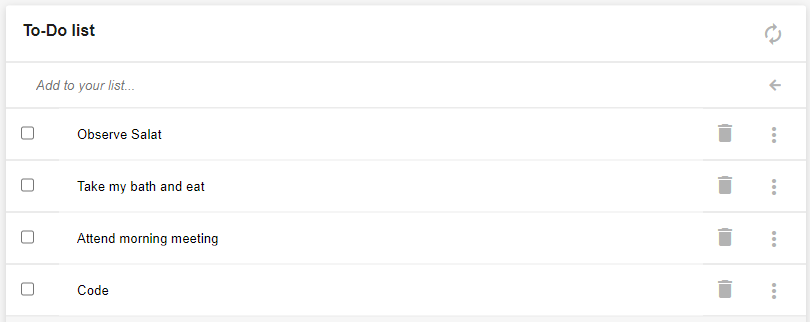 To-Do list
Add to your list...
Observe Salat
Take my bath and eat
Attend morning meeting
Code